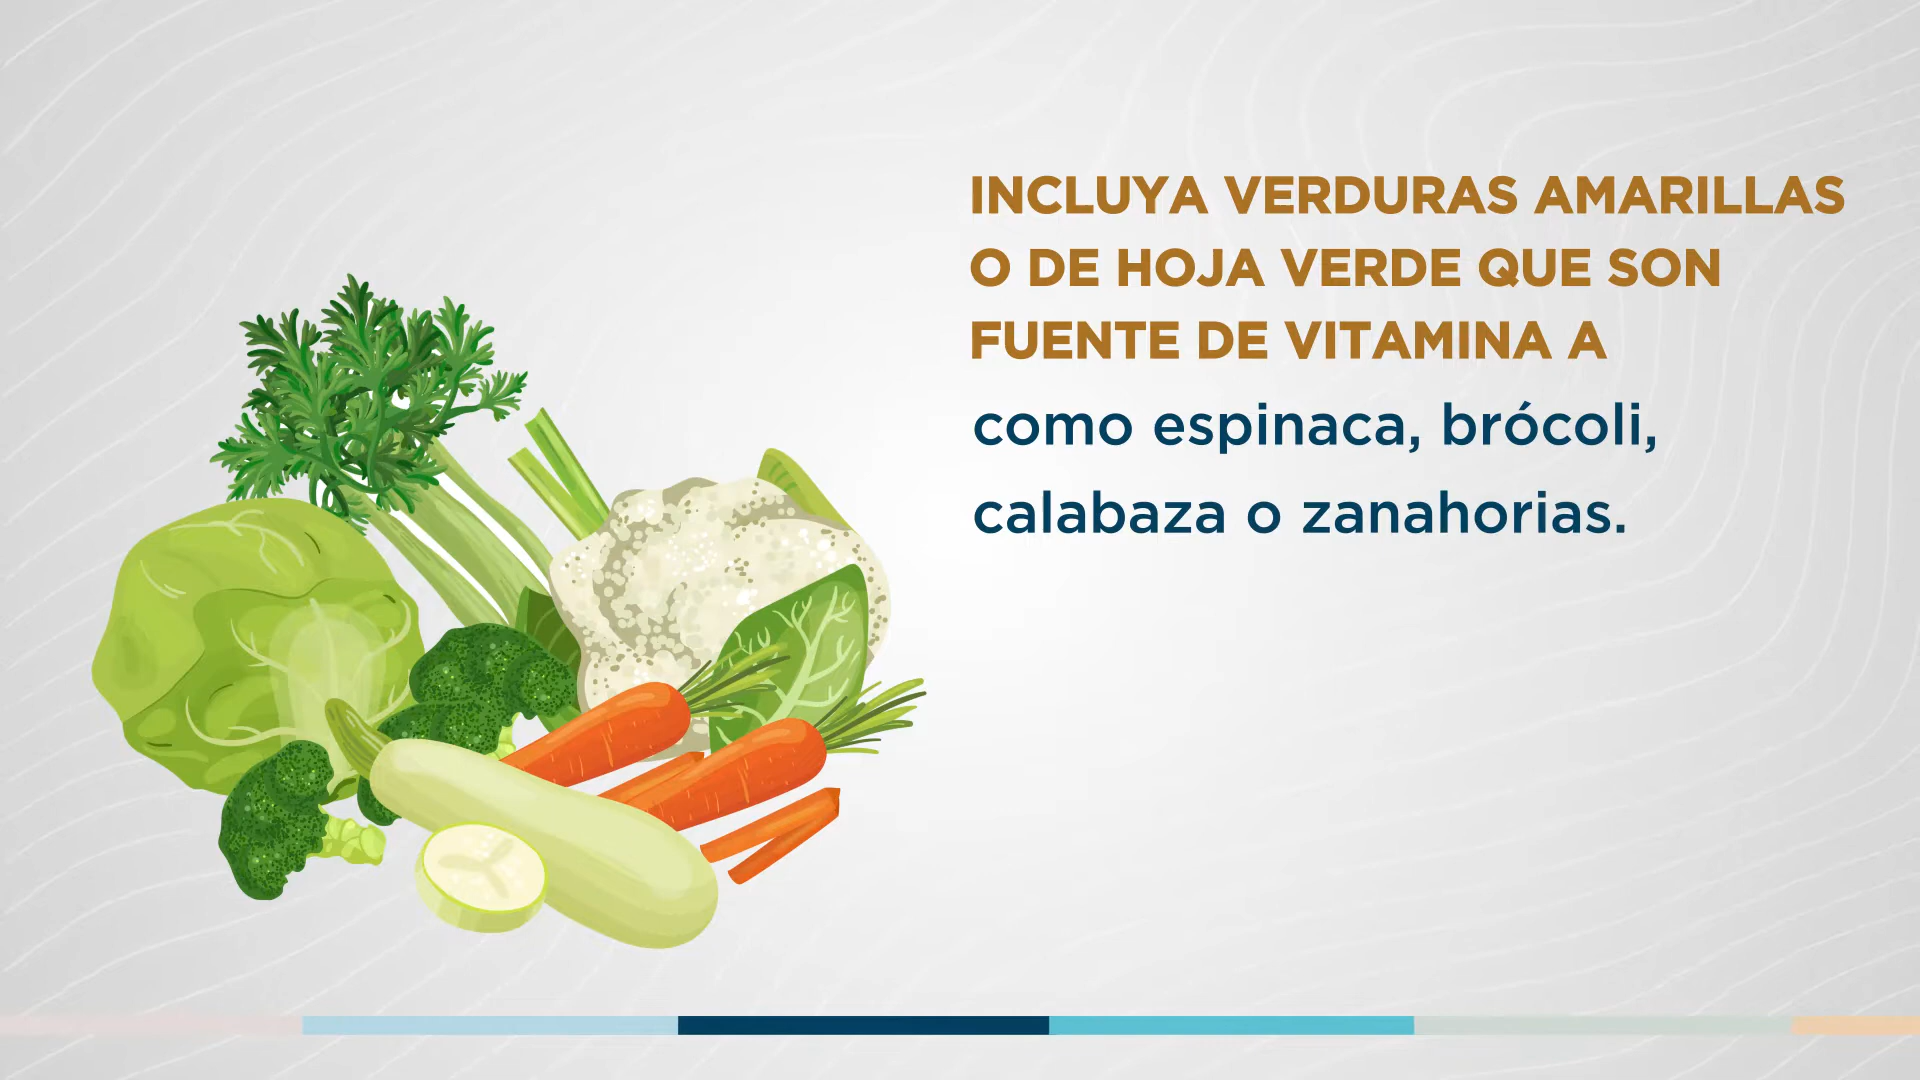 INCLUYA VERDURAS AMARILLAS
O DE HOJA VERDE QUE SON
FUENTE DE VITAMINA A
como espinaca, brócoli,
calabaza o zanahorias.